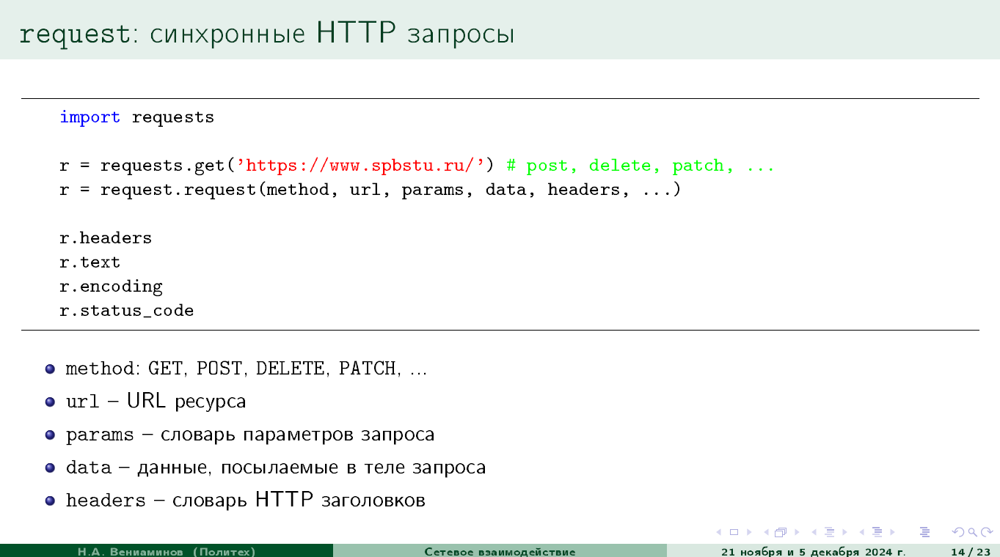 request: синхронные HTTP запросы
import requests
r = requests.get('https://www.spbstu.ru/') # post, delete, patch, ...
r = request.request(method, url, params, data, headers, ...)
r.headers
r.text
r.encoding
r.status_code
method: GET, POST, DELETE, PATCH, ...
url – URL ресурса
params – словарь параметров запроса
data – данные, посылаемые в теле запроса
headers – словарь HTTP заголовков
Н.А. Вениаминов (Политех) Сетевое взаимодействие 21 ноября и 5 декабря 2024 г. 14 / 23